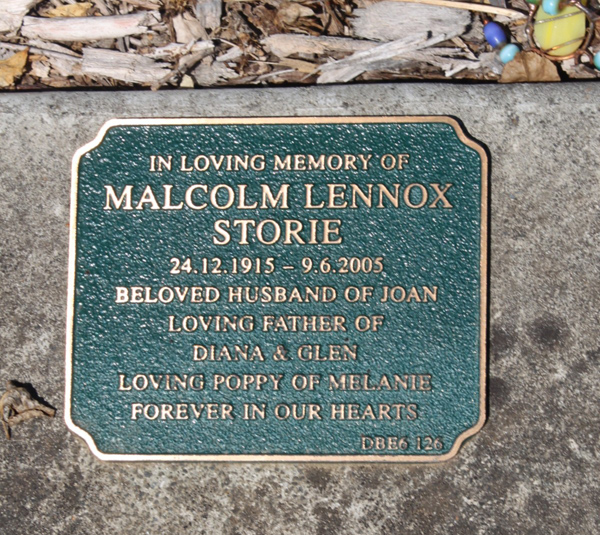 IN LOVING MEMORY OF
MALCOLM LENNOX
STORIE
24.12.1915 – 9.6.2005
BELOVED HUSBAND OF JOAN
LOVING FATHER OF
DIANA & GLEN
LOVING POPPY OF MELANIE
FOREVER IN OUR HEARTS
DBE6 126